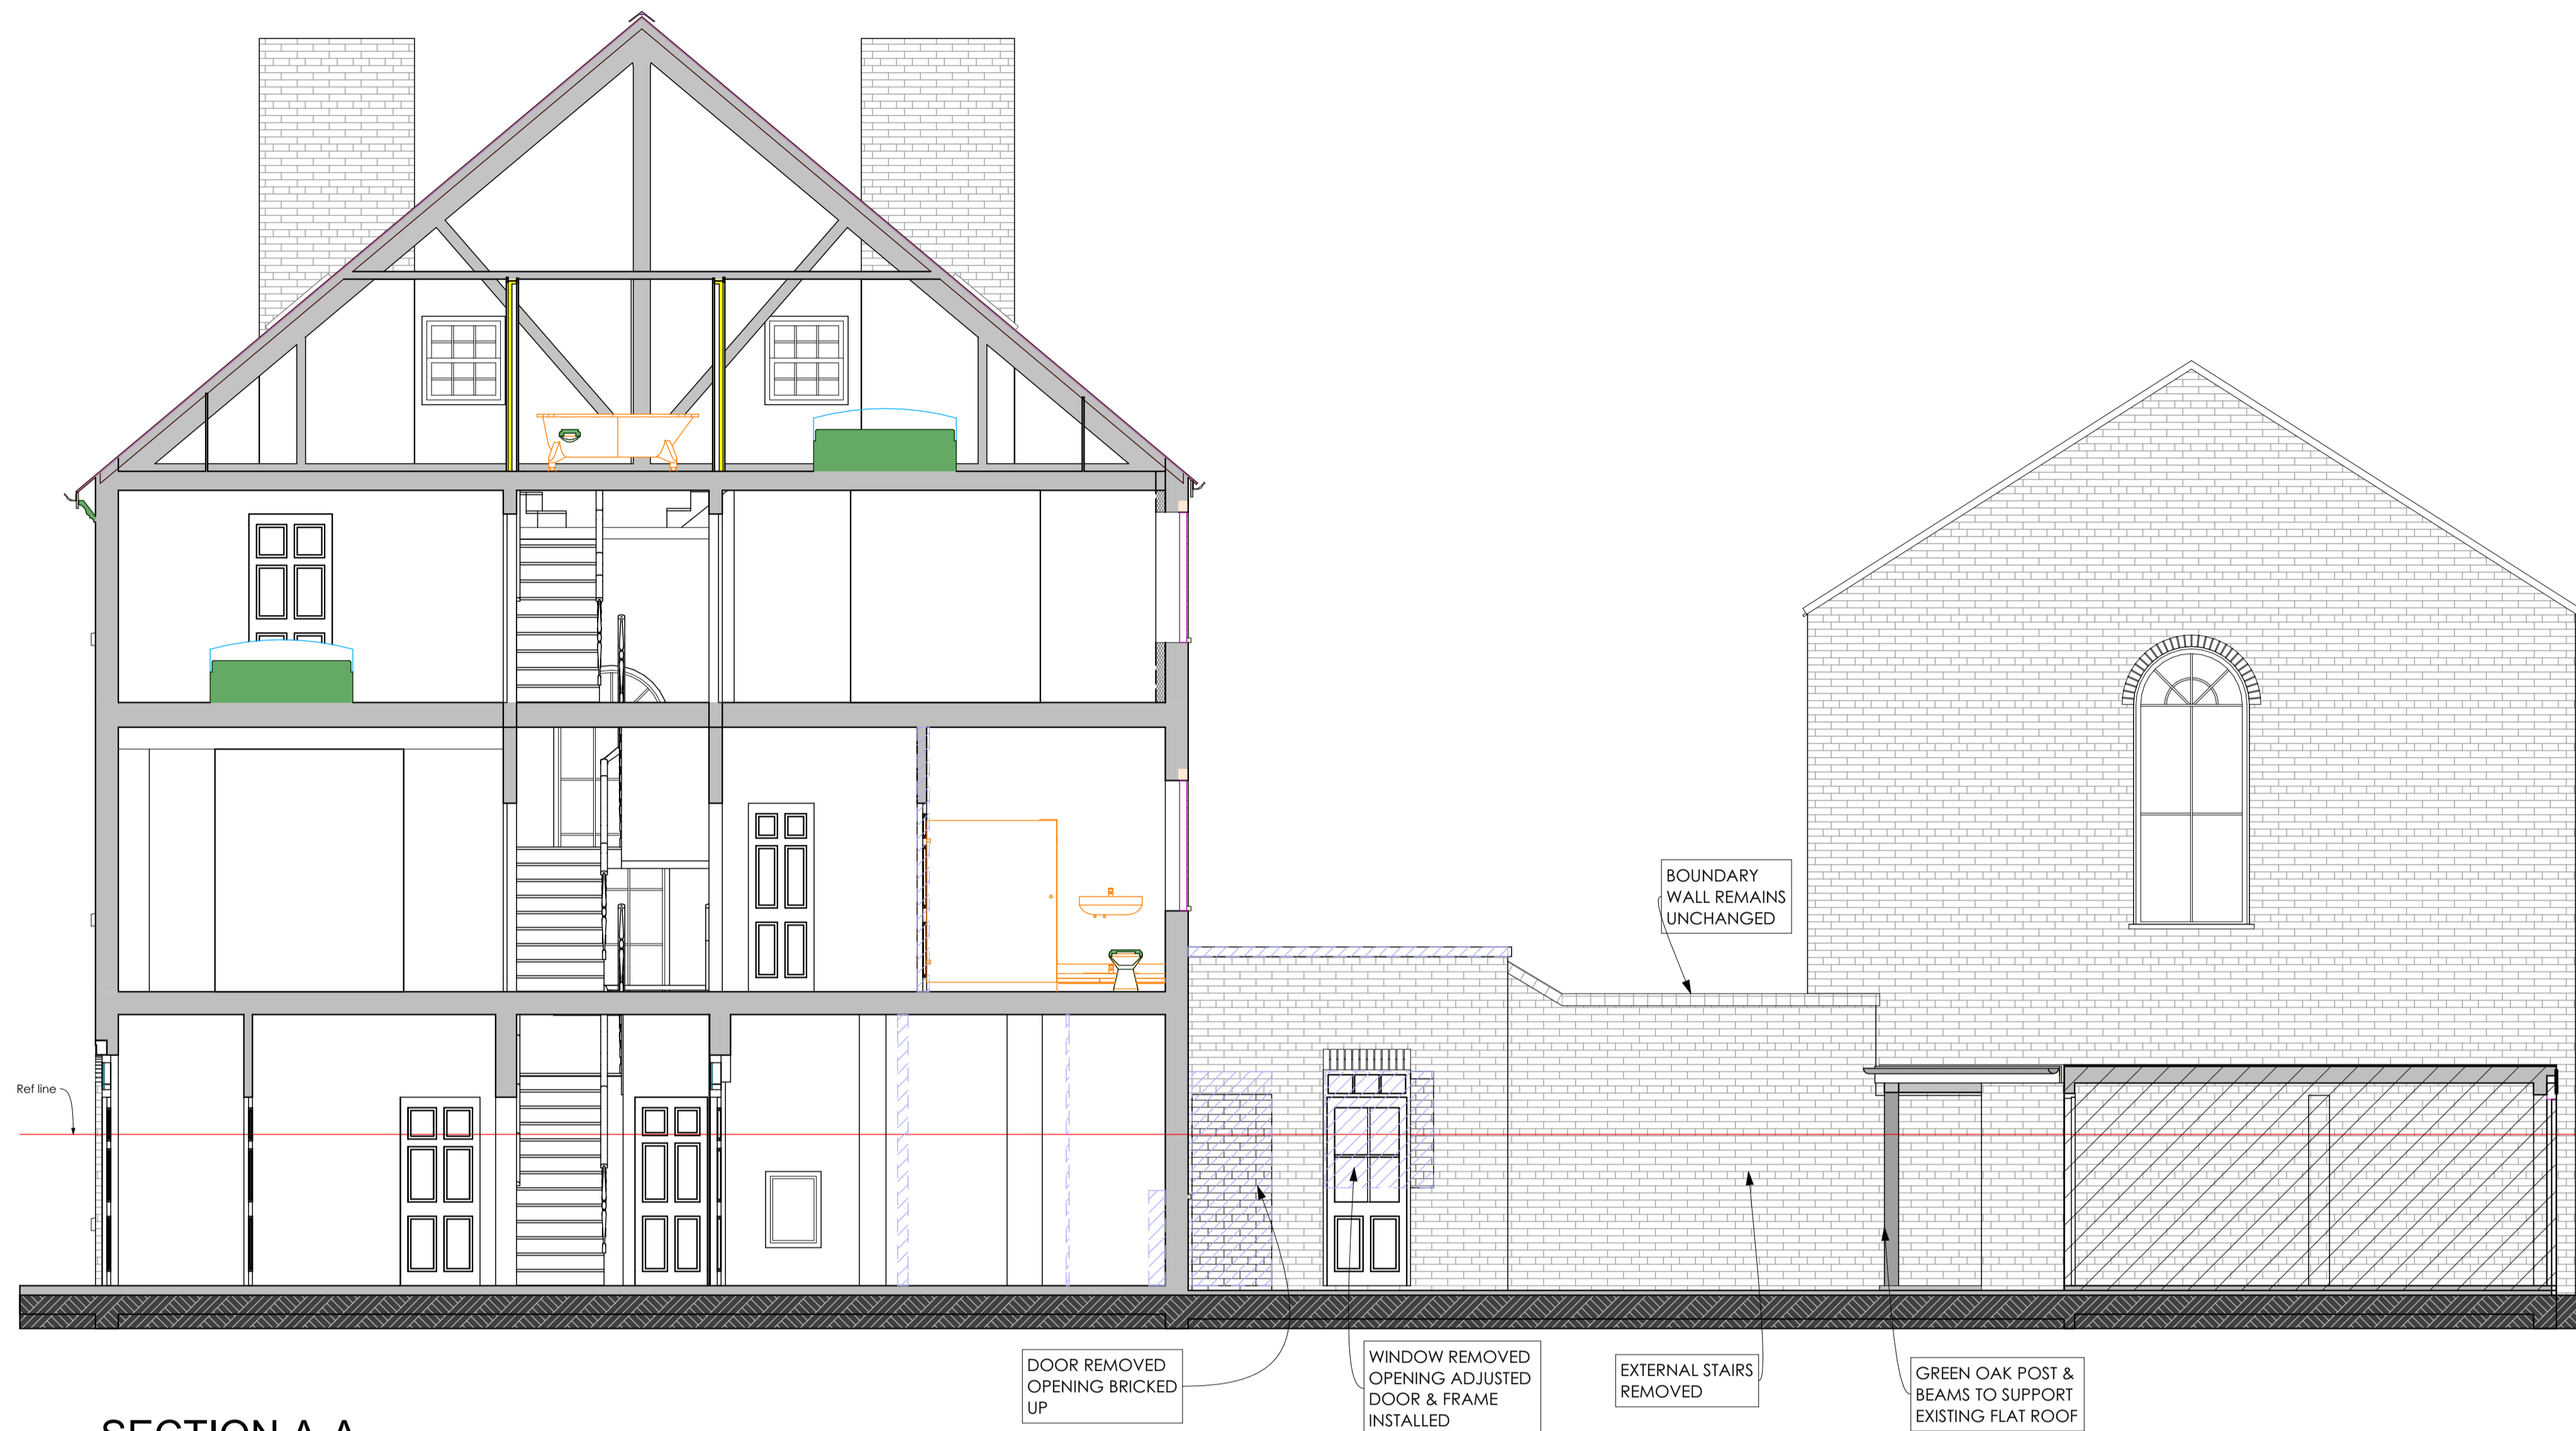 BOUNDARY
WALL REMAINS
UNCHANGED
Ref line
DOOR REMOVED
OPENING BRICKED
UP
WINDOW REMOVED
OPENING ADJUSTED
DOOR & FRAME
INSTALLED
EXTERNAL STAIRS
REMOVED
GREEN OAK POST &
BEAMS TO SUPPORT
EXISTING FLAT ROOF
SECTION A-A